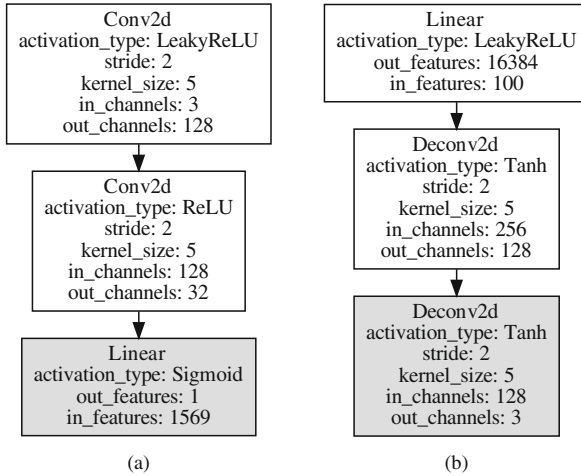 Conv2d
activation_type: LeakyReLU
stride: 2
kernel_size: 5
in_channels: 3
out_channels: 128
Conv2d
activation_type: ReLU
stride: 2
kernel_size: 5
in_channels: 128
out_channels: 32
Linear
activation_type: Sigmoid
out_features: 1
in_features: 1569
(a)
Linear
activation_type: LeakyReLU
out_features: 16384
in_features: 100
Deconv2d
activation_type: Tanh
stride: 2
kernel_size: 5
in_channels: 256
out_channels: 128
Deconv2d
activation_type: Tanh
stride: 2
kernel_size: 5
in_channels: 128
out_channels: 3
(b)